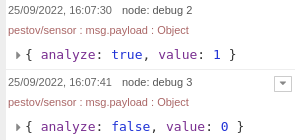 25/09/2022, 16:07:30 node: debug 2
pestov/sensor : msg.payload : Object
{ analyze: true, value: 1 }
25/09/2022, 16:07:41 node: debug 3
pestov/sensor : msg.payload : Object
{ analyze: false, value: 0 }